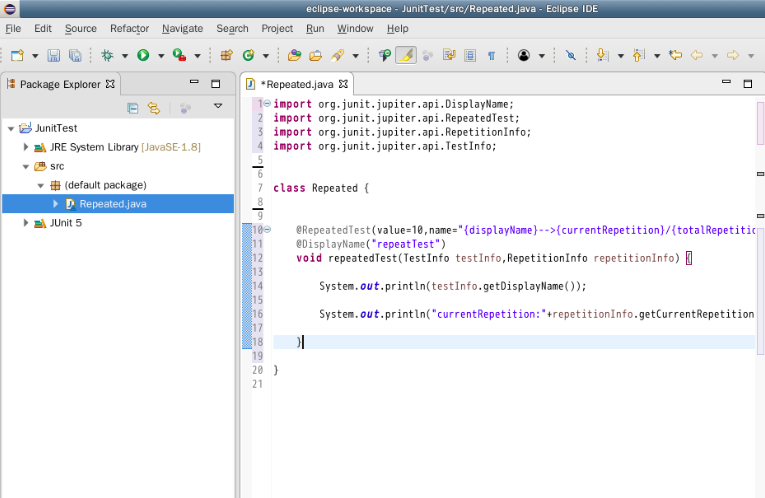 eclipse-workspace - JunitTest/src/Repeated.java - Eclipse IDE
File Edit Source Refactor Navigate Search Project Run Window Help
Package Explorer
*Repeated.java
JunitTest
JRE System Library [JavaSE-1.8]
src
(default package)
Repeated.java
JUnit 5
1 import org.junit.jupiter.api.DisplayName;
2 import org.junit.jupiter.api.RepeatedTest;
3 import org.junit.jupiter.api.RepetitionInfo;
4 import org.junit.jupiter.api.TestInfo;
5
6
7 class Repeated {
8
9
10 @RepeatedTest(value=10,name="{displayName}-->{currentRepetition}/{totalRepetitio
11 @DisplayName("repeatTest")
12 void repeatedTest(TestInfo testInfo,RepetitionInfo repetitionInfo) {
13
14 System.out.println(testInfo.getDisplayName());
15
16 System.out.println("currentRepetition:"+repetitionInfo.getCurrentRepetition
17
18 }
19
20 }
21